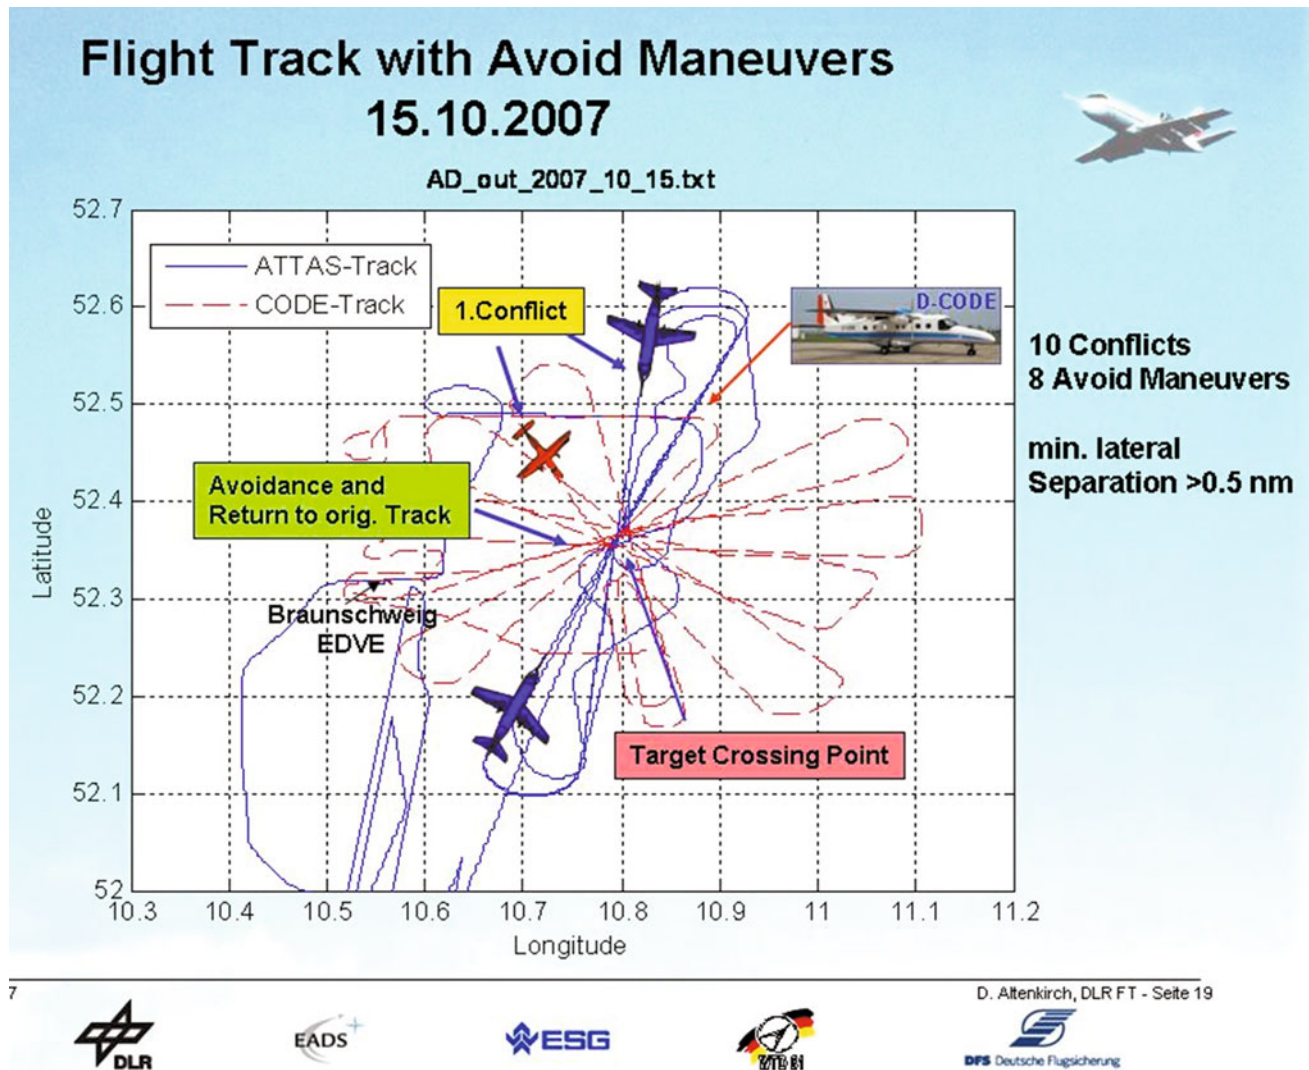 Flight Track with Avoid Maneuvers
15.10.2007
AD_out_2007_10_15.txt
52.7
52.6
52.5
52.4
52.3
52.2
52.1
52
Latitude
ATTAS-Track
CODE-Track
1.Conflict
D-CODE
10 Conflicts
8 Avoid Maneuvers
min. lateral
Separation >0.5 nm
Avoidance and
Return to orig. Track
Braunschweig
EDVE
Target Crossing Point
10.3 10.4 10.5 10.6 10.7 10.8 10.9 11 11.1 11.2
Longitude
7
D. Altenkirch, DLR FT - Seite 19
DLR
EADS
ESG
DFS Deutsche Flugsicherung